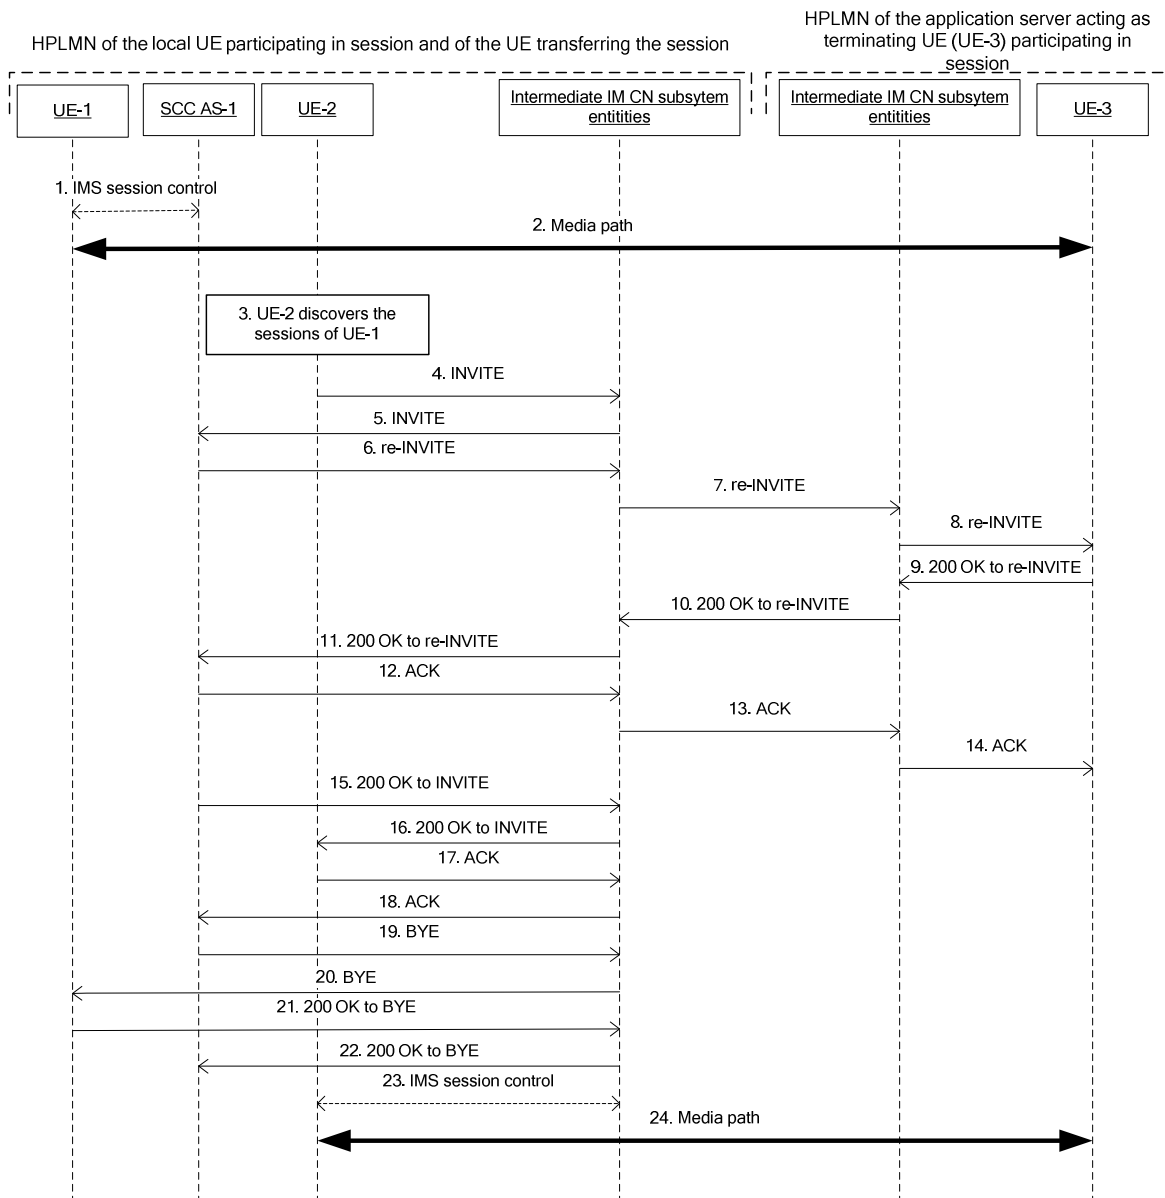 HPLMN of the local UE participating in session and of the UE transferring the session
HPLMN of the application server acting as
terminating UE (UE-3) participating in
session
UE-1
SCC AS-1
UE-2
Intermediate IM CN subsytem
entitities
Intermediate IM CN subsytem
entitities
UE-3
1. IMS session control
2. Media path
3. UE-2 discovers the
sessions of UE-1
4. INVITE
5. INVITE
6. re-INVITE
7. re-INVITE
8. re-INVITE
9. 200 OK to re-INVITE
10. 200 OK to re-INVITE
11. 200 OK to re-INVITE
12. ACK
13. ACK
14. ACK
15. 200 OK to INVITE
16. 200 OK to INVITE
17. ACK
18. ACK
19. BYE
20. BYE
21. 200 OK to BYE
22. 200 OK to BYE
23. IMS session control
24. Media path